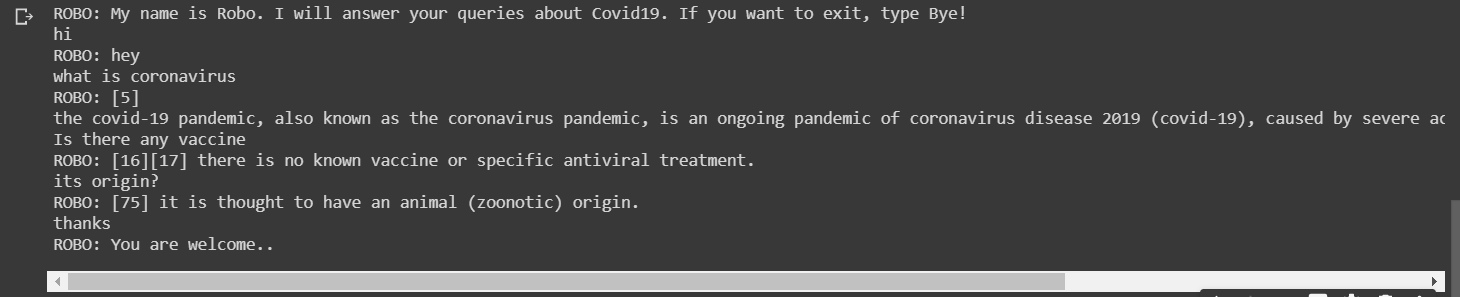 ROBO: My name is Robo. I will answer your queries about Covid19. If you want to exit, type Bye!
hi
ROBO: hey
what is coronavirus
ROBO: [5]
the covid-19 pandemic, also known as the coronavirus pandemic, is an ongoing pandemic of coronavirus disease 2019 (covid-19), caused by severe ac
Is there any vaccine
ROBO: [16][17] there is no known vaccine or specific antiviral treatment.
its origin?
ROBO: [75] it is thought to have an animal (zoonotic) origin.
thanks
ROBO: You are welcome..